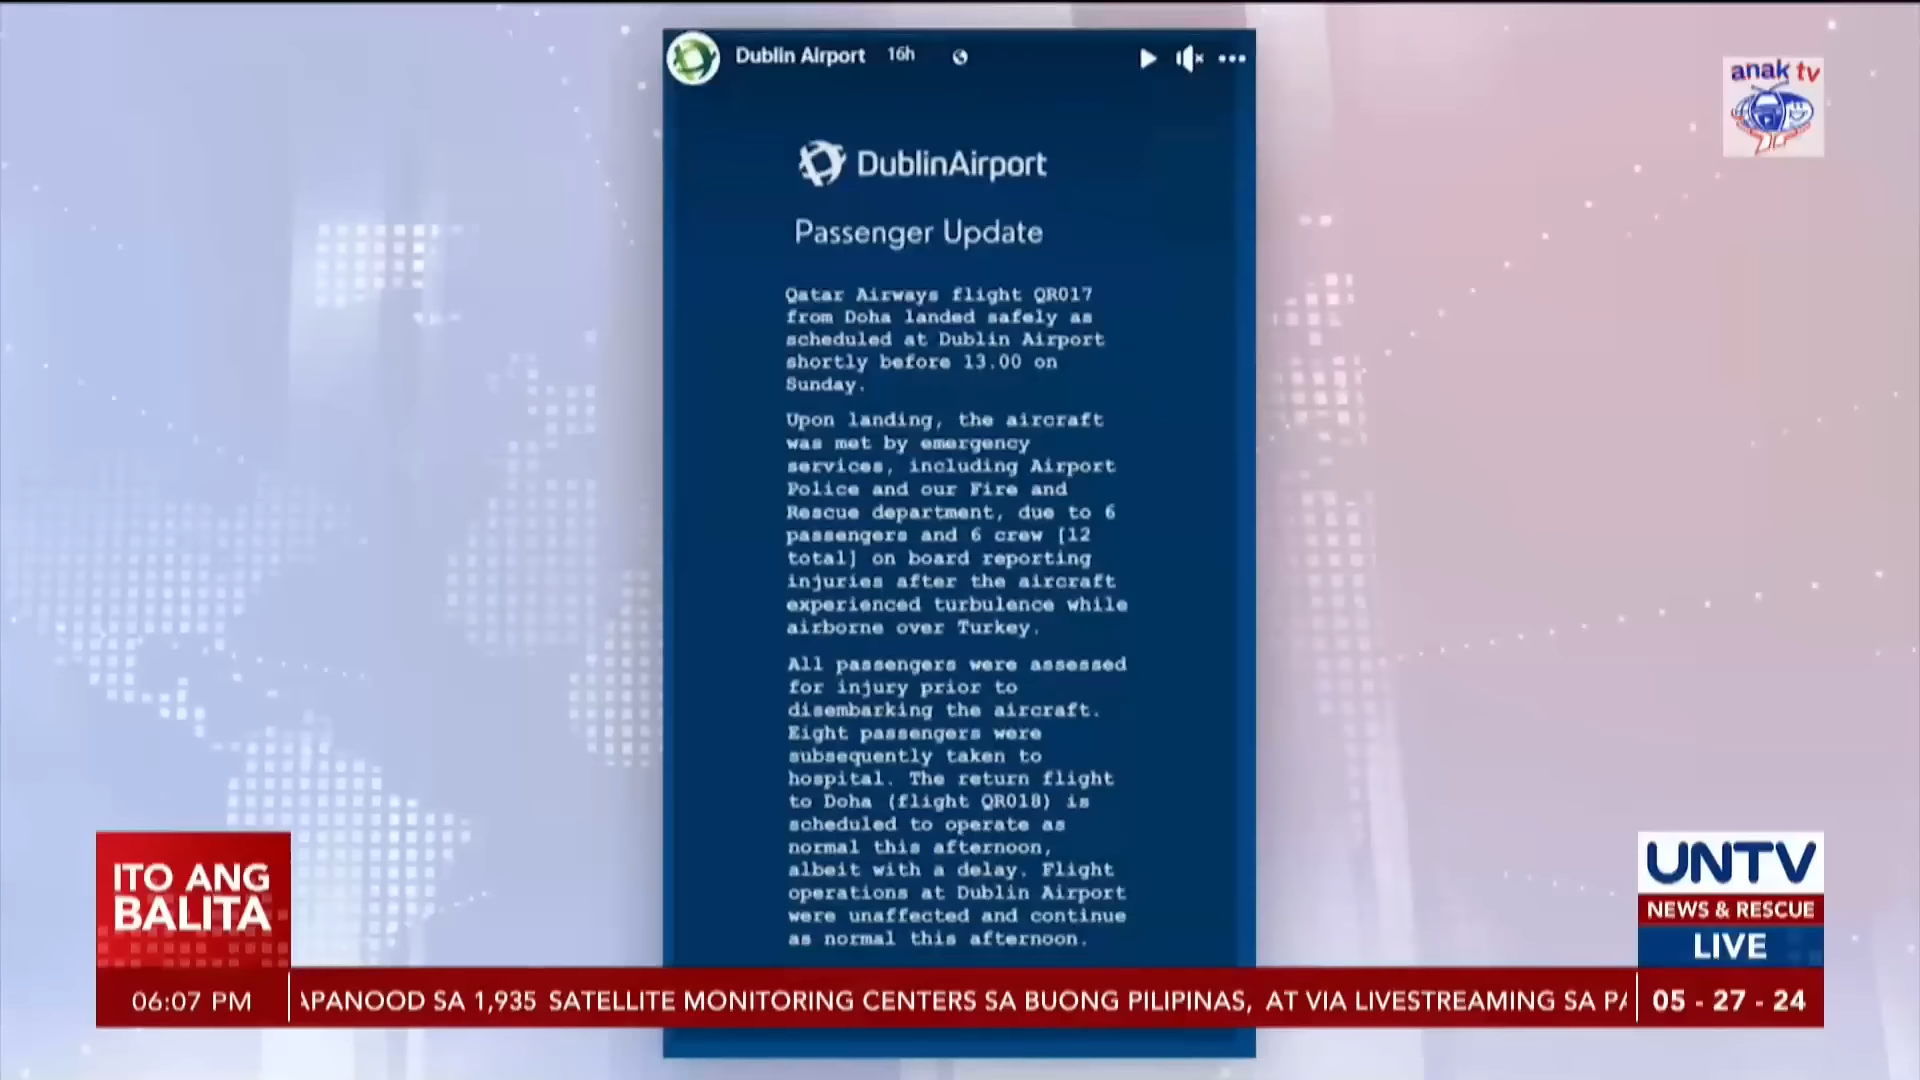 Dublin Airport 16h
anak tv
DublinAirport
Passenger Update
Qatar Airways flight QR017
from Doha landed safely as
scheduled at Dublin Airport
shortly before 13.00 on
Sunday.
Upon landing, the aircraft
was met by emergency
services, including Airport
Police and our Fire and
Rescue department, due to 6
passengers and 6 crew [12
total] on board reporting
injuries after the aircraft
experienced turbulence while
airborne over Turkey.
All passengers were assessed
for injury prior to
disembarking the aircraft.
Eight passengers were
subsequently taken to
hospital. The return flight
to Doha (flight QR018) is
scheduled to operate as
normal this afternoon,
albeit with a delay. Flight
operations at Dublin Airport
were unaffected and continue
as normal this afternoon.
ITO ANG
BALITA
UNTV
NEWS & RESCUE
LIVE
06:07 PM
APANOOD SA 1,935 SATELLITE MONITORING CENTERS SA BUONG PILIPINAS, AT VIA LIVESTREAMING SA
05 - 27 - 24